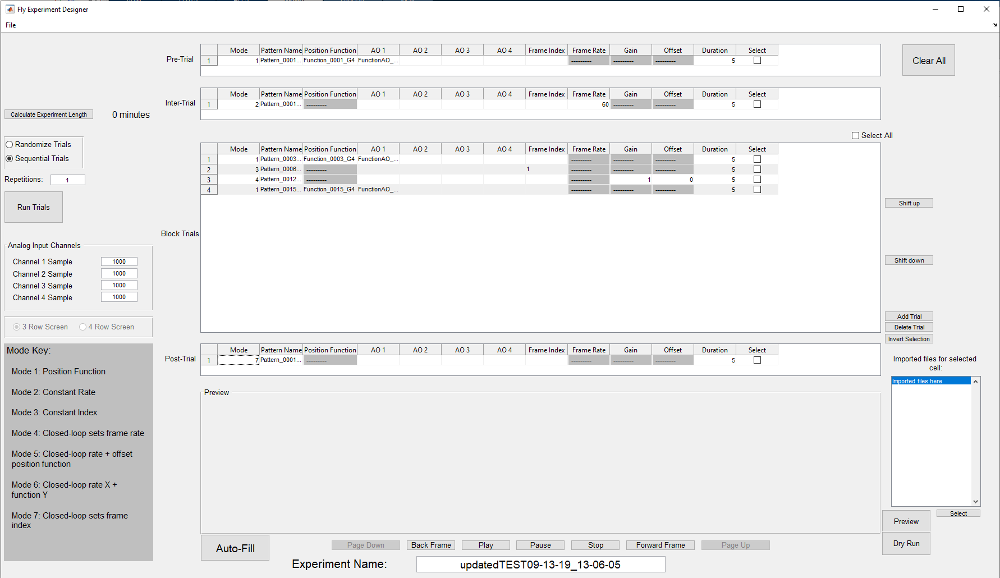 Fly Experiment Designer
File
Pre-Trial
Mode Pattern Name Position Function AO 1 AO 2 AO 3 AO 4 Frame Index Frame Rate Gain Offset Duration Select
1 1 Pattern_0001... Function_0001_G4 FunctionAO_... --------- --------- --------- 5
Clear All
Inter-Trial
Mode Pattern Name Position Function AO 1 AO 2 AO 3 AO 4 Frame Index Frame Rate Gain Offset Duration Select
1 2 Pattern_0001... --------- 60 --------- --------- 5
Calculate Experiment Length 0 minutes
Select All
Randomize Trials
Sequential Trials
Repetitions: 1
Run Trials
Block Trials
Mode Pattern Name Position Function AO 1 AO 2 AO 3 AO 4 Frame Index Frame Rate Gain Offset Duration Select
1 1 Pattern_0003... Function_0003_G4 FunctionAO_... --------- --------- --------- 5
2 3 Pattern_0006... --------- 1 --------- --------- --------- 5
3 4 Pattern_0012... --------- --------- 1 0 5
4 1 Pattern_0015... Function_0015_G4 FunctionAO_... --------- --------- --------- 5
Shift up
Shift down
Add Trial
Delete Trial
Invert Selection
Analog Input Channels
Channel 1 Sample 1000
Channel 2 Sample 1000
Channel 3 Sample 1000
Channel 4 Sample 1000
3 Row Screen 4 Row Screen
Mode Key:
Mode 1: Position Function
Mode 2: Constant Rate
Mode 3: Constant Index
Mode 4: Closed-loop sets frame rate
Mode 5: Closed-loop rate + offset
position function
Mode 6: Closed-loop rate X +
function Y
Mode 7: Closed-loop sets frame
index
Post-Trial
Mode Pattern Name Position Function AO 1 AO 2 AO 3 AO 4 Frame Index Frame Rate Gain Offset Duration Select
1 7 Pattern_0001... --------- --------- --------- --------- 5
Imported files for selected
cell:
Imported files here
Select
Preview
Preview
Dry Run
Auto-Fill
Page Down Back Frame Play Pause Stop Forward Frame Page Up
Experiment Name: updatedTEST09-13-19_13-06-05